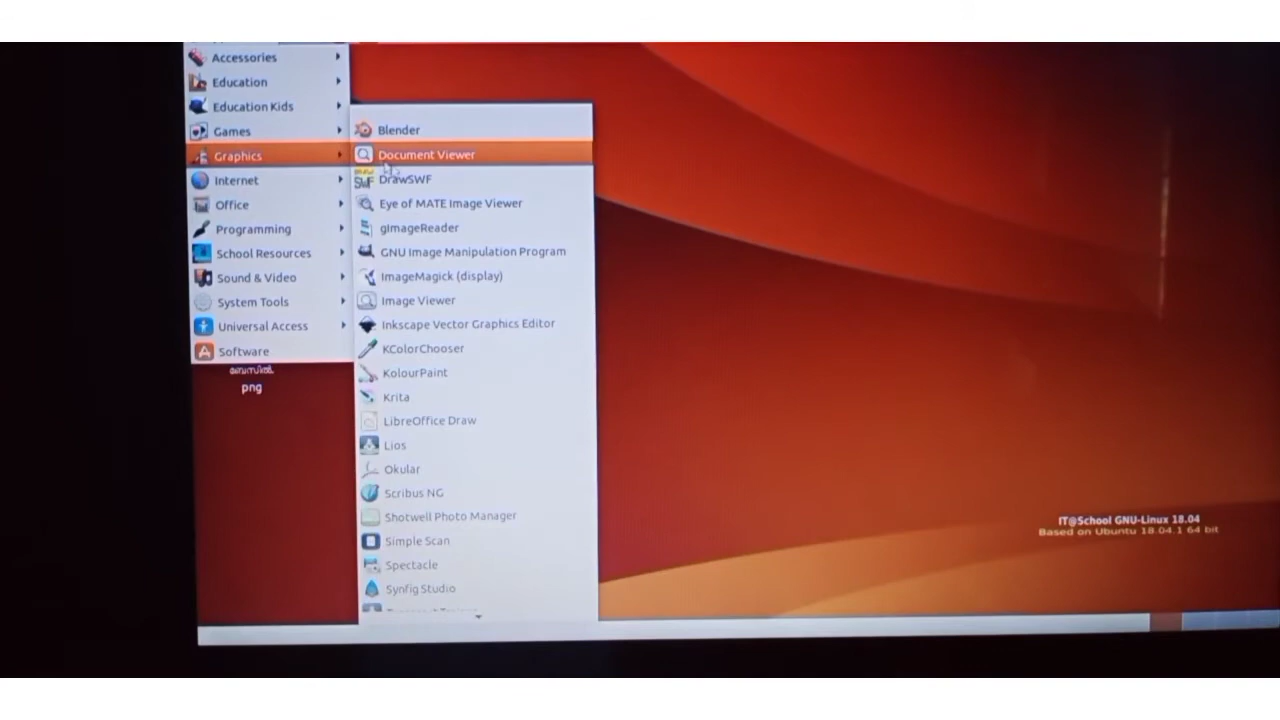 Accessories
Education
Education Kids
Games
Graphics
Internet
Office
Programming
School Resources
Sound & Video
System Tools
Universal Access
Software
png
Blender
Document Viewer
DrawSWF
Eye of MATE Image Viewer
gImageReader
GNU Image Manipulation Program
ImageMagick (display)
Image Viewer
Inkscape Vector Graphics Editor
KColorChooser
KolourPaint
Krita
LibreOffice Draw
Lios
Okular
Scribus NG
Shotwell Photo Manager
Simple Scan
Spectacle
Synfig Studio
IT@School GNU-Linux 18.04
Based on Ubuntu 18.04.1 64 bit